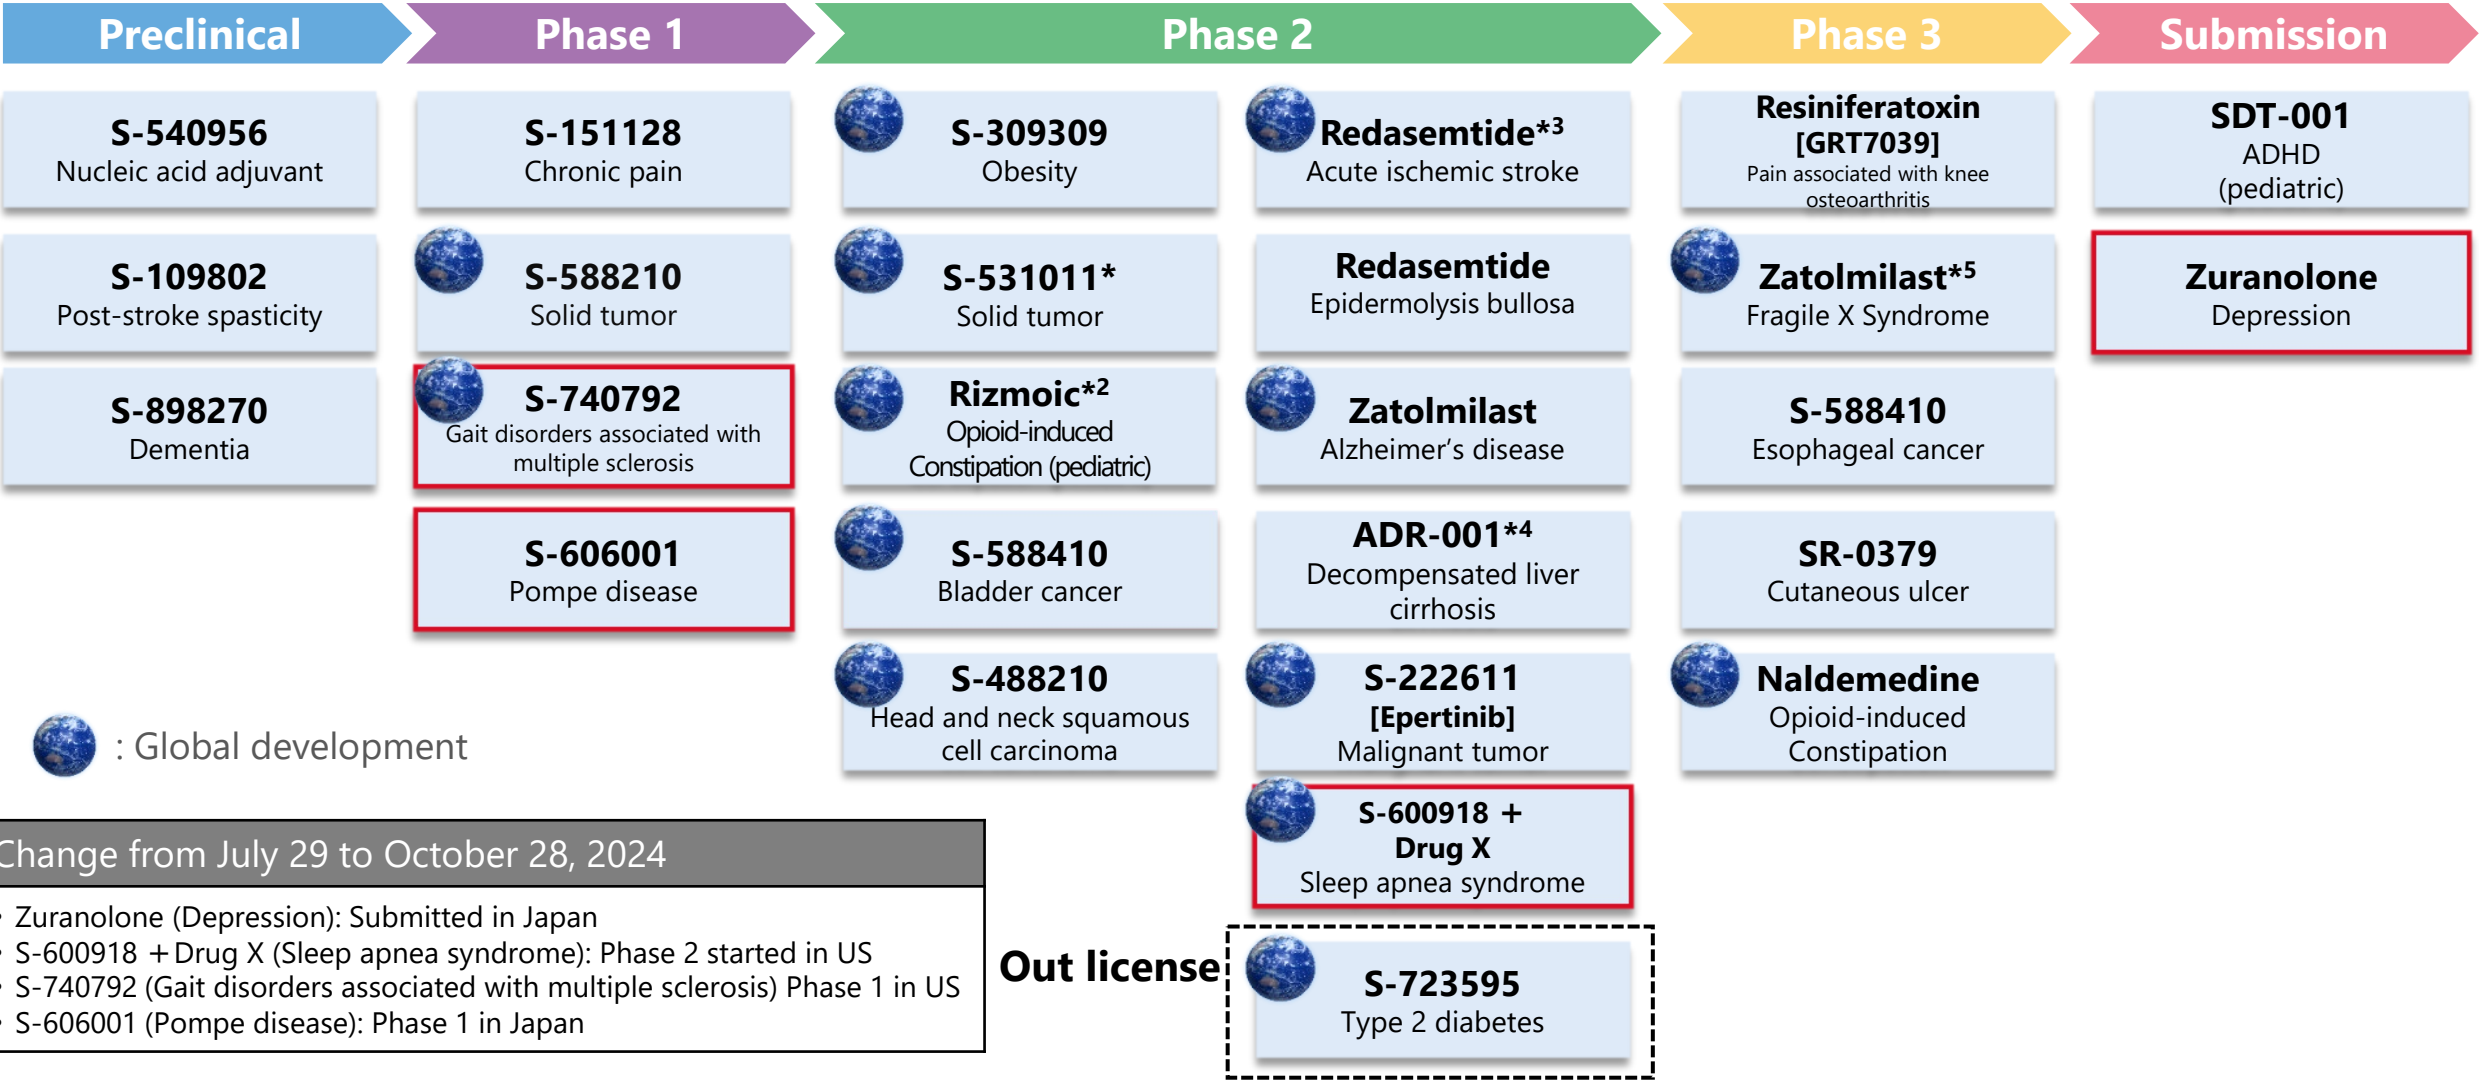 Preclinical
Phase 1
Phase 2
Phase 3
Submission
S-540956
Nucleic acid adjuvant
S-109802
Post-stroke spasticity
S-898270
Dementia
S-151128
Chronic pain
S-588210
Solid tumor
S-740792
Gait disorders associated with
multiple sclerosis
S-606001
Pompe disease
S-309309
Obesity
S-531011*
Solid tumor
Rizmoic*2
Opioid-induced
Constipation (pediatric)
S-588410
Bladder cancer
S-488210
Head and neck squamous
cell carcinoma
Redasemtide*3
Acute ischemic stroke
Redasemtide
Epidermolysis bullosa
Zatolmilast
Alzheimer’s disease
ADR-001*4
Decompensated liver
cirrhosis
S-222611
[Epertinib]
Malignant tumor
S-600918 +
Drug X
Sleep apnea syndrome
Out license
S-723595
Type 2 diabetes
Resiniferatoxin
[GRT7039]
Pain associated with knee
osteoarthritis
Zatolmilast*5
Fragile X Syndrome
S-588410
Esophageal cancer
SR-0379
Cutaneous ulcer
Naldemedine
Opioid-induced
Constipation
SDT-001
ADHD
(pediatric)
Zuranolone
Depression
: Global development
Change from July 29 to October 28, 2024
• Zuranolone (Depression): Submitted in Japan
• S-600918 +Drug X (Sleep apnea syndrome): Phase 2 started in US
• S-740792 (Gait disorders associated with multiple sclerosis) Phase 1 in US
• S-606001 (Pompe disease): Phase 1 in Japan